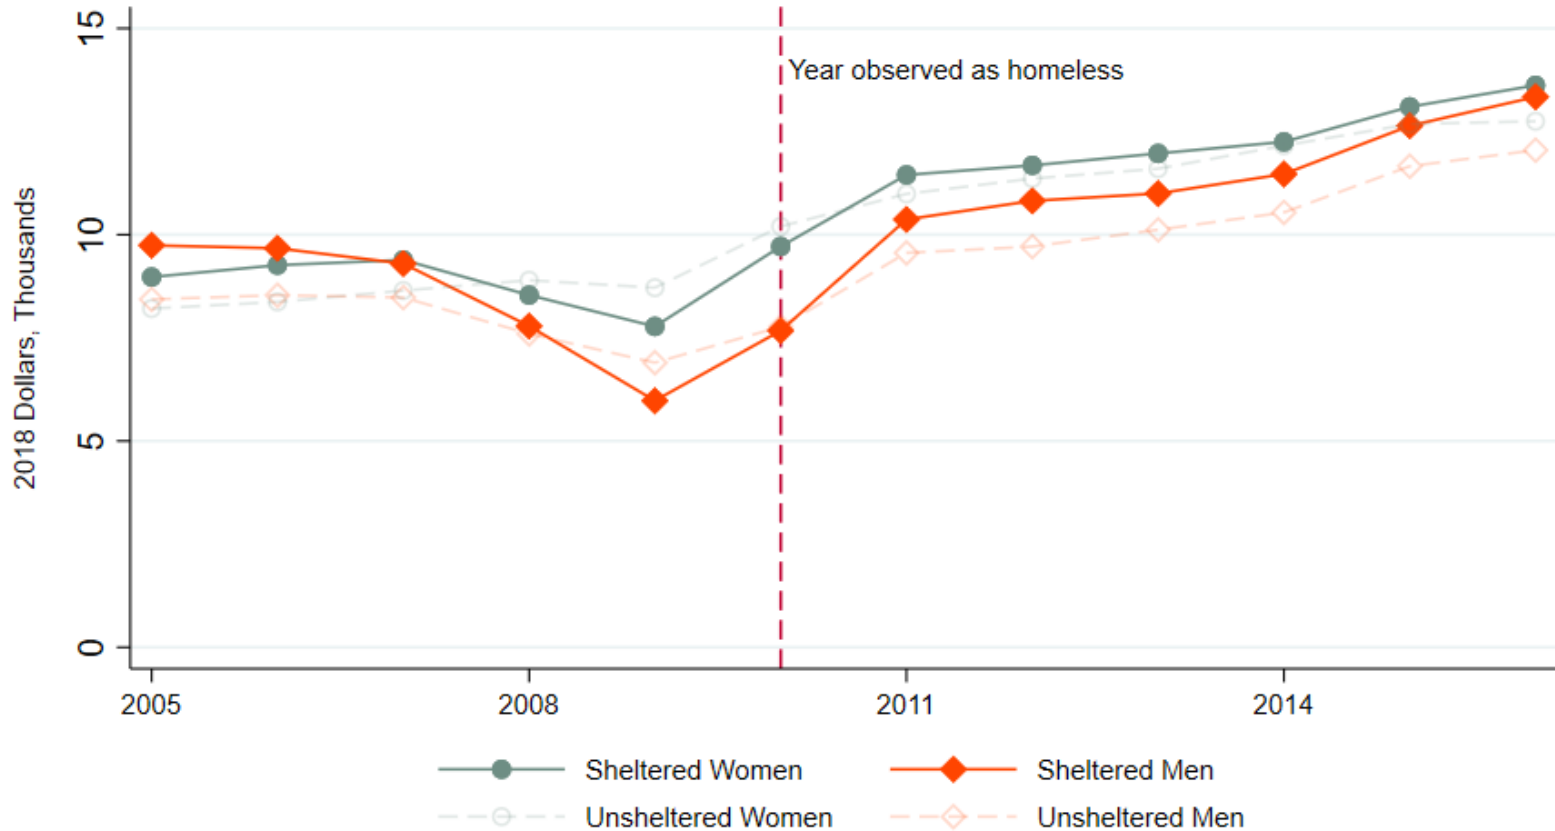 15
Year observed as homeless
10
2018 Dollars, Thousands
5
0
2005 2008 2011 2014
Sheltered Women Sheltered Men
Unsheltered Women Unsheltered Men